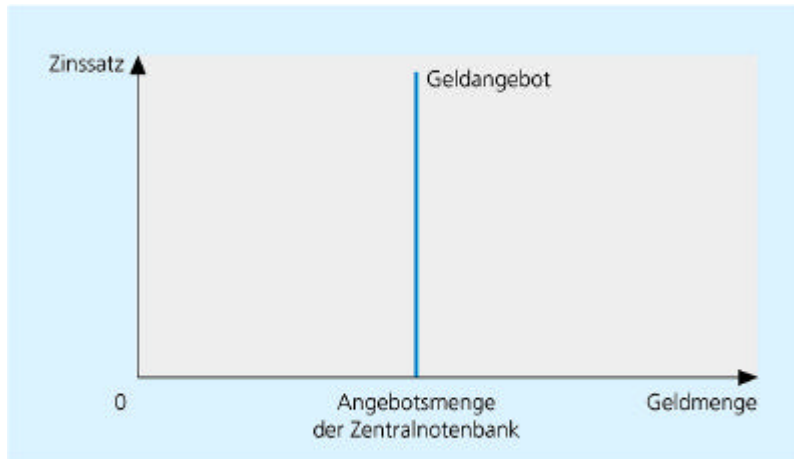 Zinssatz
Geldangebot
0
Angebotsmenge
der Zentralnotenbank
Geldmenge